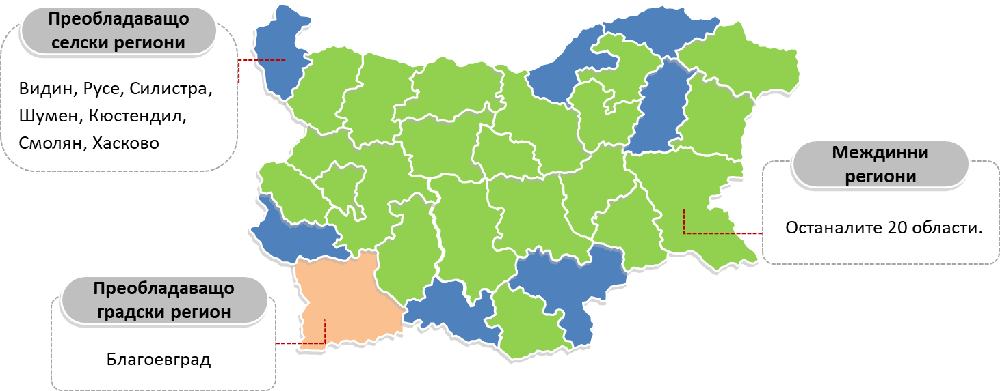 Преобладаващо
селски региони
Видин, Русе, Силистра,
Шумен, Кюстендил,
Смолян, Хасково
Междинни
региони
Останалите 20 области.
Преобладаващо
градски регион
Благоевград